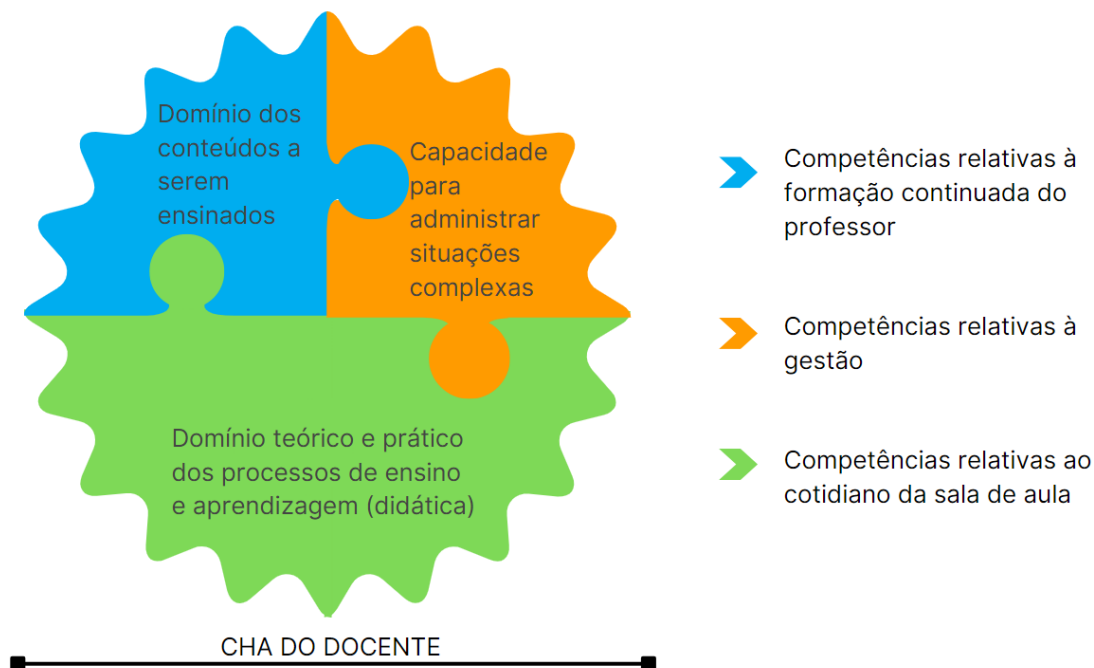 Domínio dos
conteúdos a
serem
ensinados
Capacidade
para
administrar
situações
complexas
Domínio teórico e prático
dos processos de ensino
e aprendizagem (didática)
CHA DO DOCENTE
Competências relativas à
formação continuada do
professor
Competências relativas à
gestão
Competências relativas ao
cotidiano da sala de aula